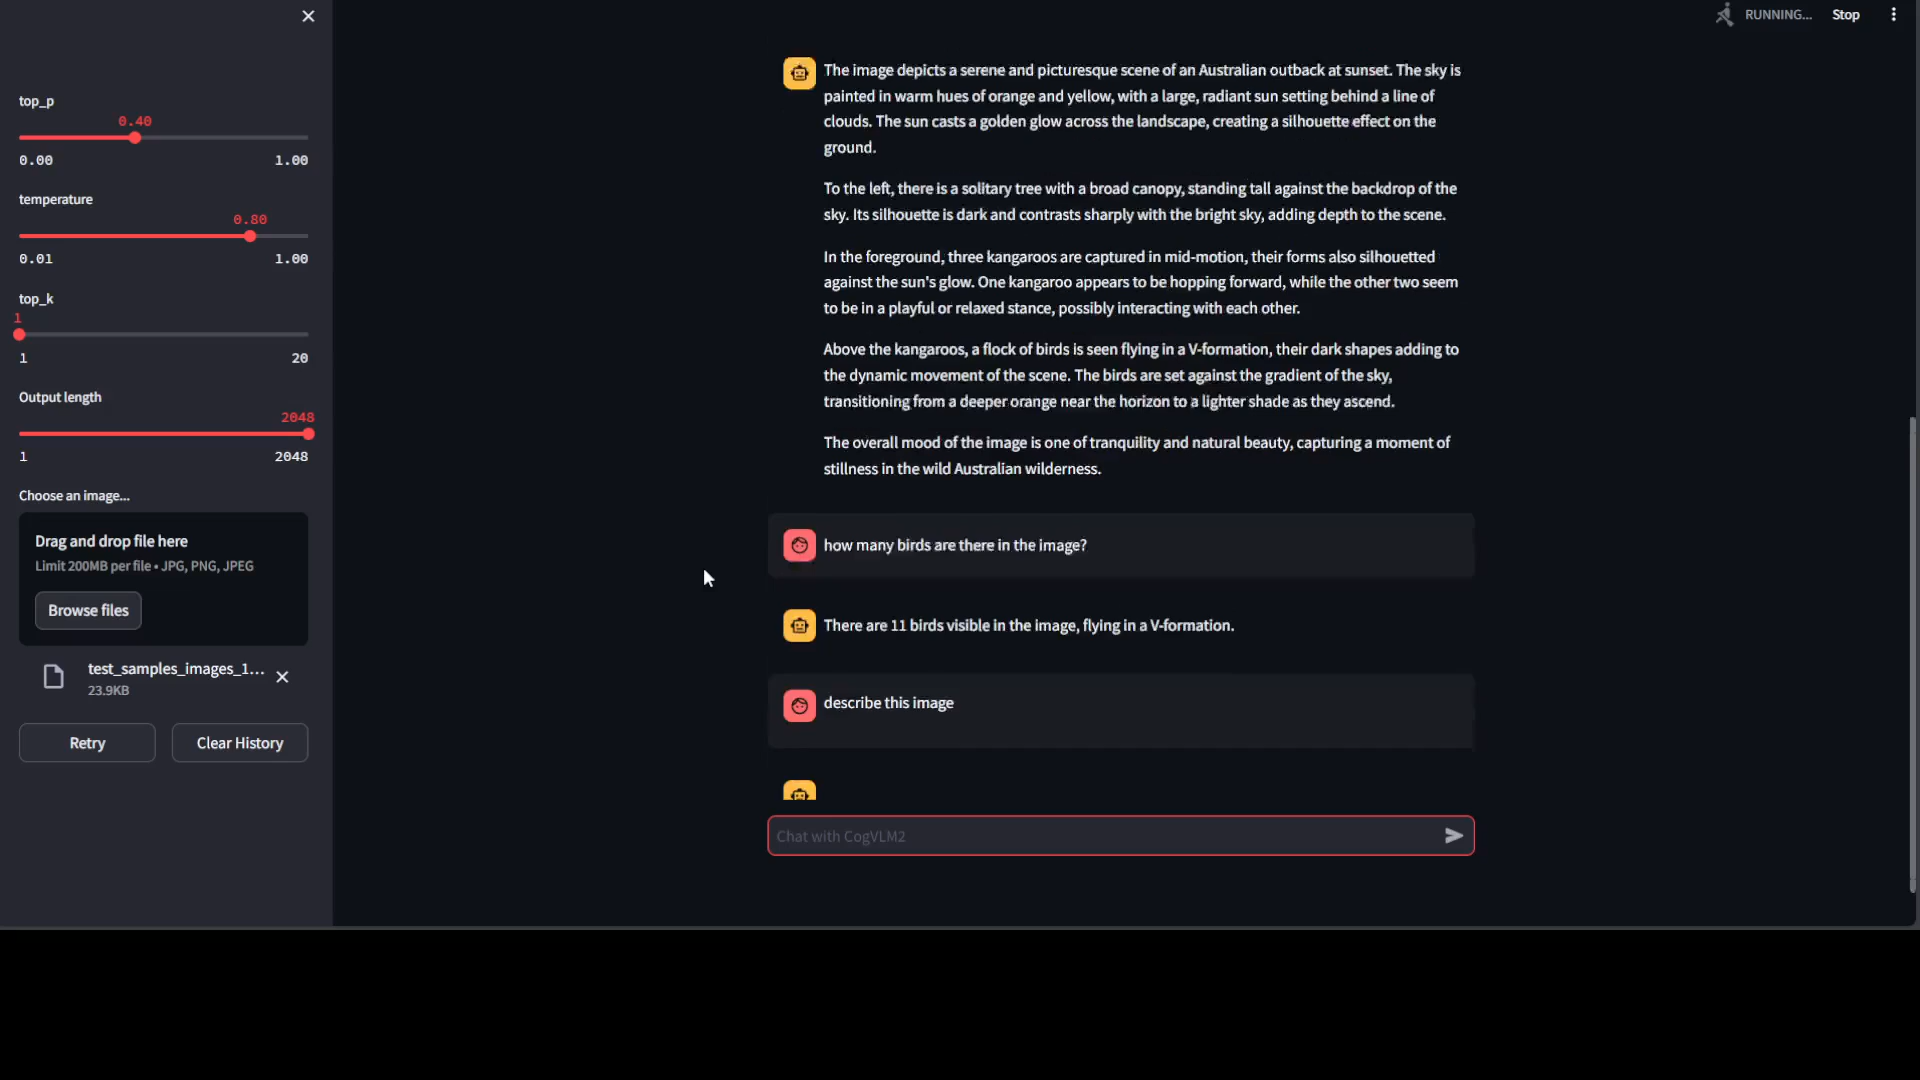 RUNNING...
Stop
top_p
0.40
0.00
1.00
temperature
0.80
0.01
1.00
top_k
1
1
20
Output length
2048
1
2048
Choose an image...
Drag and drop file here
Limit 200MB per file • JPG, PNG, JPEG
Browse files
test_samples_images_1...
23.9KB
Retry
Clear History
The image depicts a serene and picturesque scene of an Australian outback at sunset. The sky is
painted in warm hues of orange and yellow, with a large, radiant sun setting behind a line of
clouds. The sun casts a golden glow across the landscape, creating a silhouette effect on the
ground.
To the left, there is a solitary tree with a broad canopy, standing tall against the backdrop of the
sky. Its silhouette is dark and contrasts sharply with the bright sky, adding depth to the scene.
In the foreground, three kangaroos are captured in mid-motion, their forms also silhouetted
against the sun's glow. One kangaroo appears to be hopping forward, while the other two seem
to be in a playful or relaxed stance, possibly interacting with each other.
Above the kangaroos, a flock of birds is seen flying in a V-formation, their dark shapes adding to
the dynamic movement of the scene. The birds are set against the gradient of the sky,
transitioning from a deeper orange near the horizon to a lighter shade as they ascend.
The overall mood of the image is one of tranquility and natural beauty, capturing a moment of
stillness in the wild Australian wilderness.
how many birds are there in the image?
There are 11 birds visible in the image, flying in a V-formation.
describe this image
Chat with CogVLM2